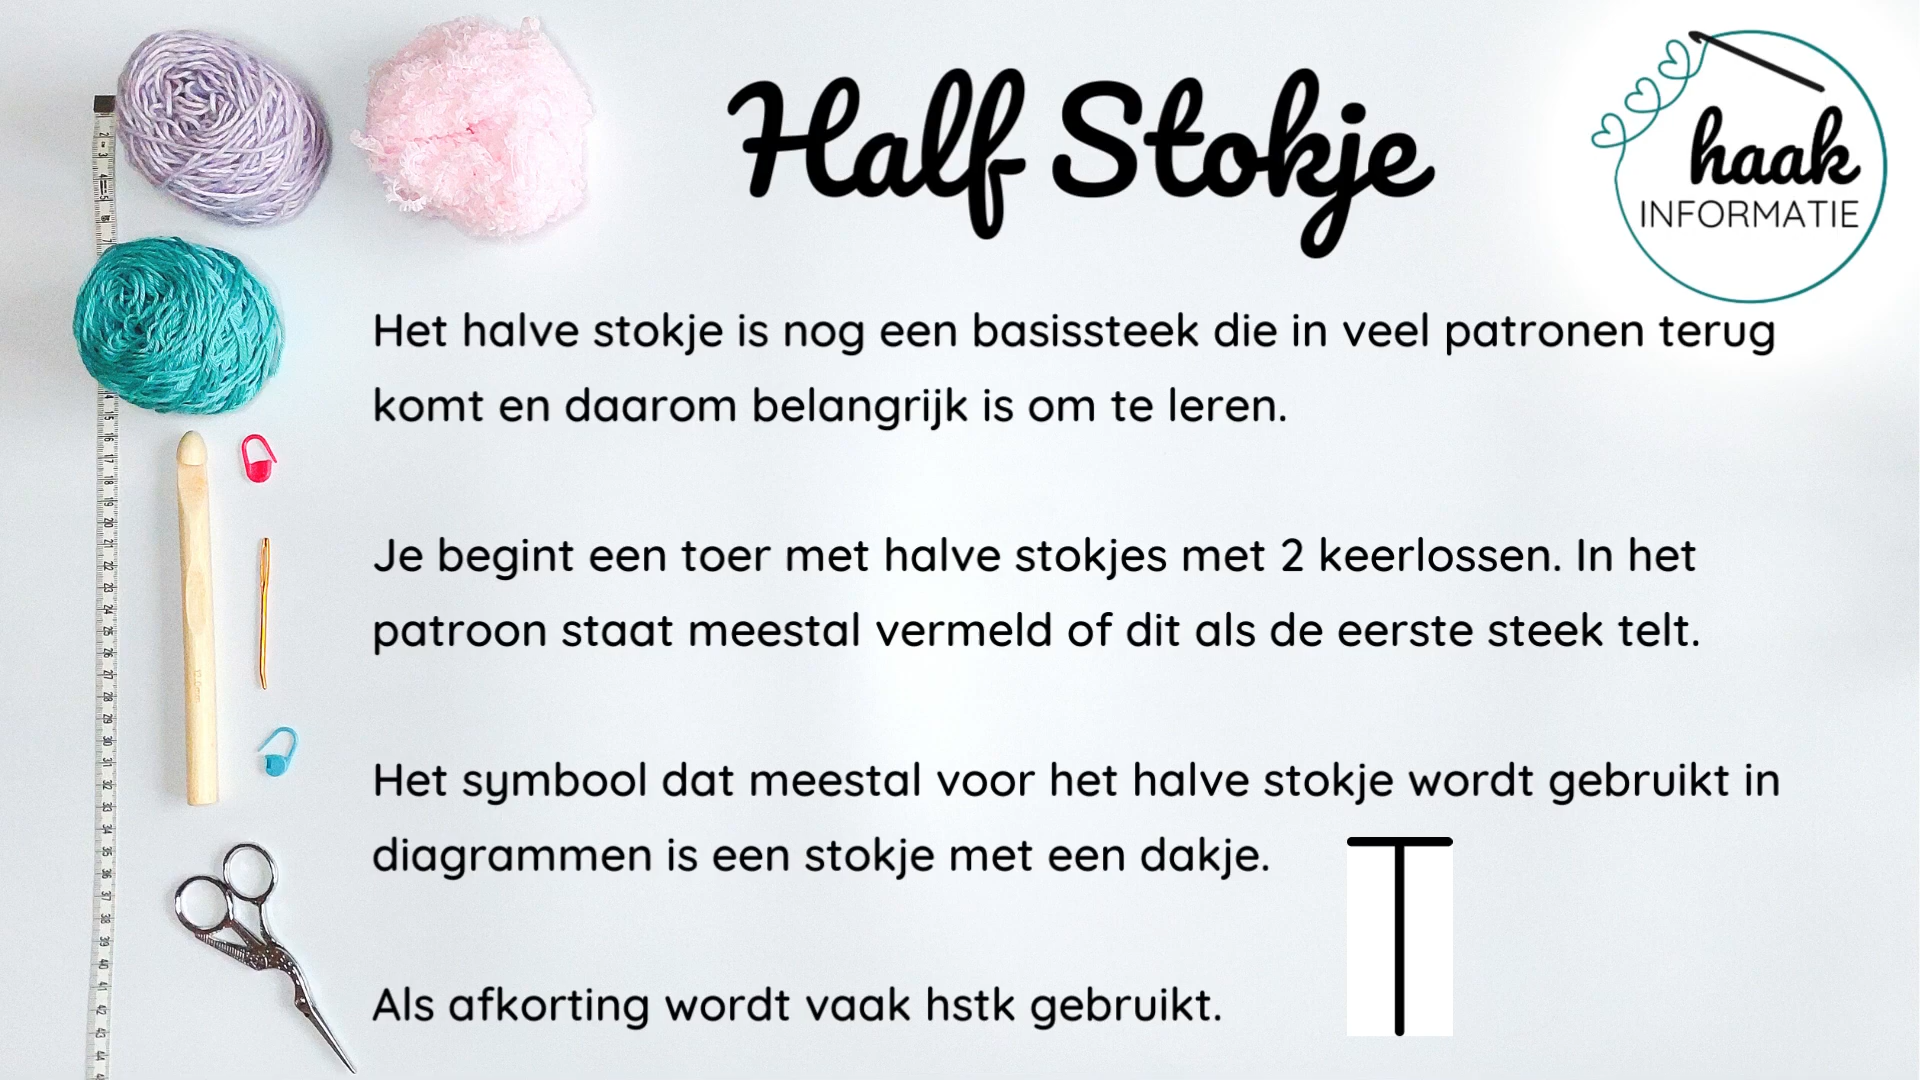 Half Stokje
haak
INFORMATIE
Het halve stokje is nog een basissteek die in veel patronen terug
komt en daarom belangrijk is om te leren.
Je begint een toer met halve stokjes met 2 keerlossen. In het
patroon staat meestal vermeld of dit als de eerste steek telt.
Het symbool dat meestal voor het halve stokje wordt gebruikt in
diagrammen is een stokje met een dakje.
Als afkorting wordt vaak hstk gebruikt.